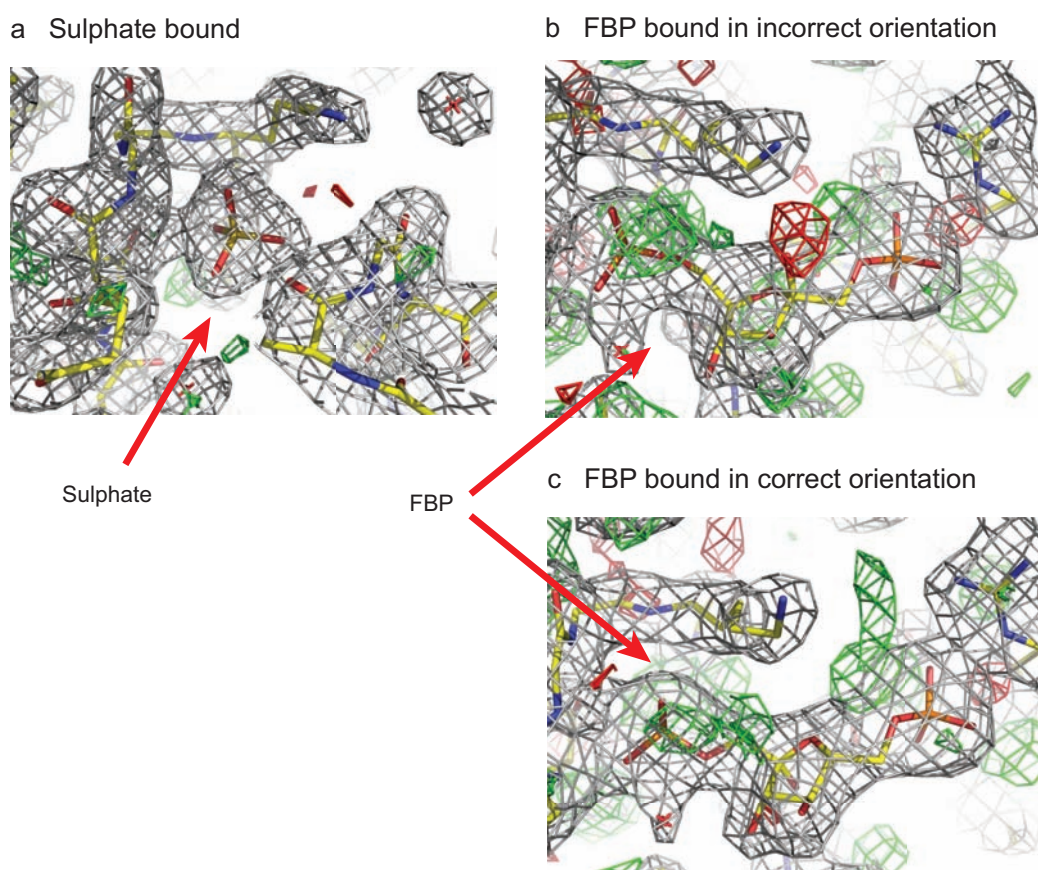 a Sulphate bound
b FBP bound in incorrect orientation
Sulphate
FBP
c FBP bound in correct orientation